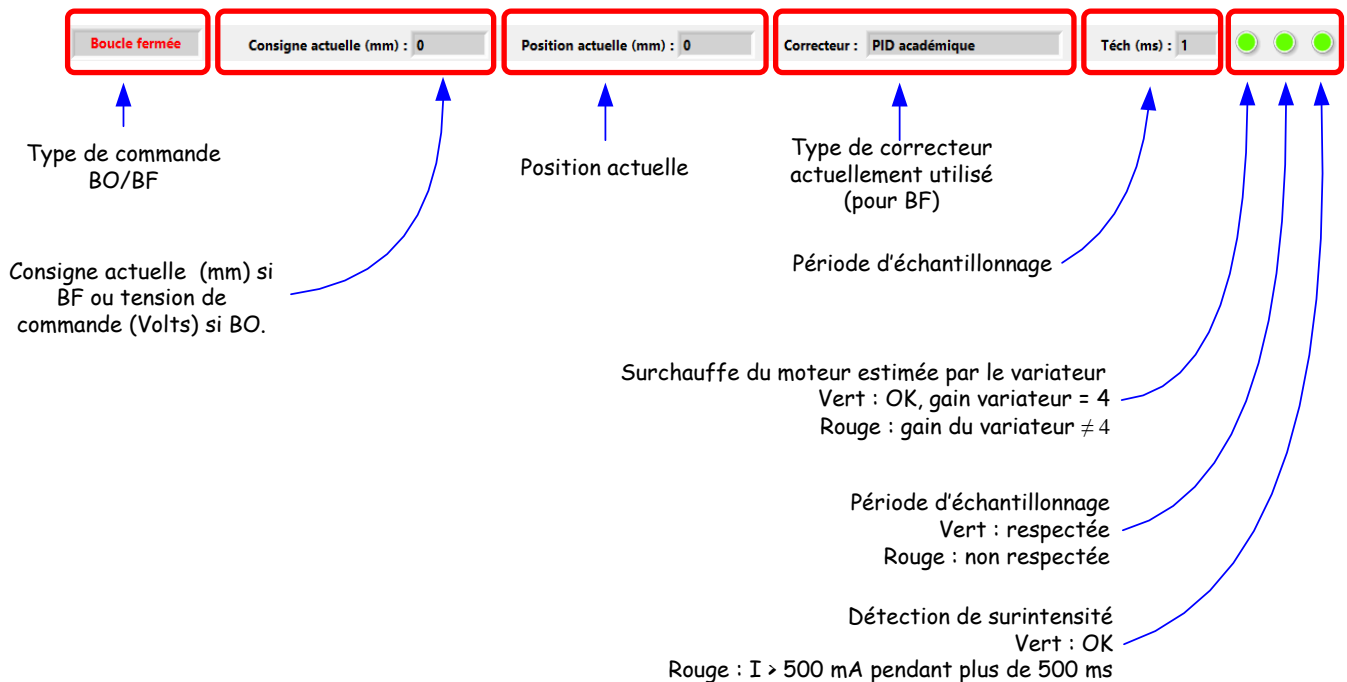 Boucle fermée
Consigne actuelle (mm) : 0
Position actuelle (mm) : 0
Correcteur : PID académique
Téch (ms) : 1
Type de commande
BO/BF
Position actuelle
Type de correcteur
actuellement utilisé
(pour BF)
Consigne actuelle (mm) si
BF ou tension de
commande (Volts) si BO.
Période d'échantillonnage
Surchauffe du moteur estimée par le variateur
Vert : OK, gain variateur = 4
Rouge : gain du variateur ≠ 4
Période d'échantillonnage
Vert : respectée
Rouge : non respectée
Détection de surintensité
Vert : OK
Rouge : I > 500 mA pendant plus de 500 ms